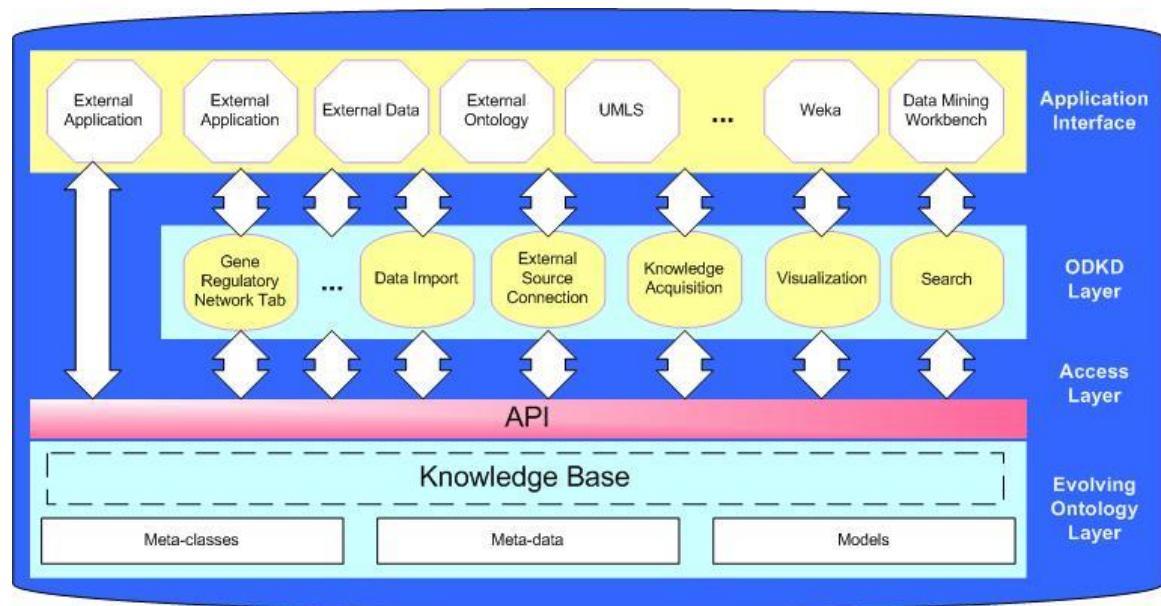 External
Application
External
Application
External Data
External
Ontology
UMLS
...
Weka
Data Mining
Workbench
Application
Interface
Gene
Regulatory
Network Tab
...
Data Import
External
Source
Connection
Knowledge
Acquisition
Visualization
Search
ODKD
Layer
Access
Layer
API
Knowledge Base
Evolving
Ontology
Layer
Meta-classes
Meta-data
Models